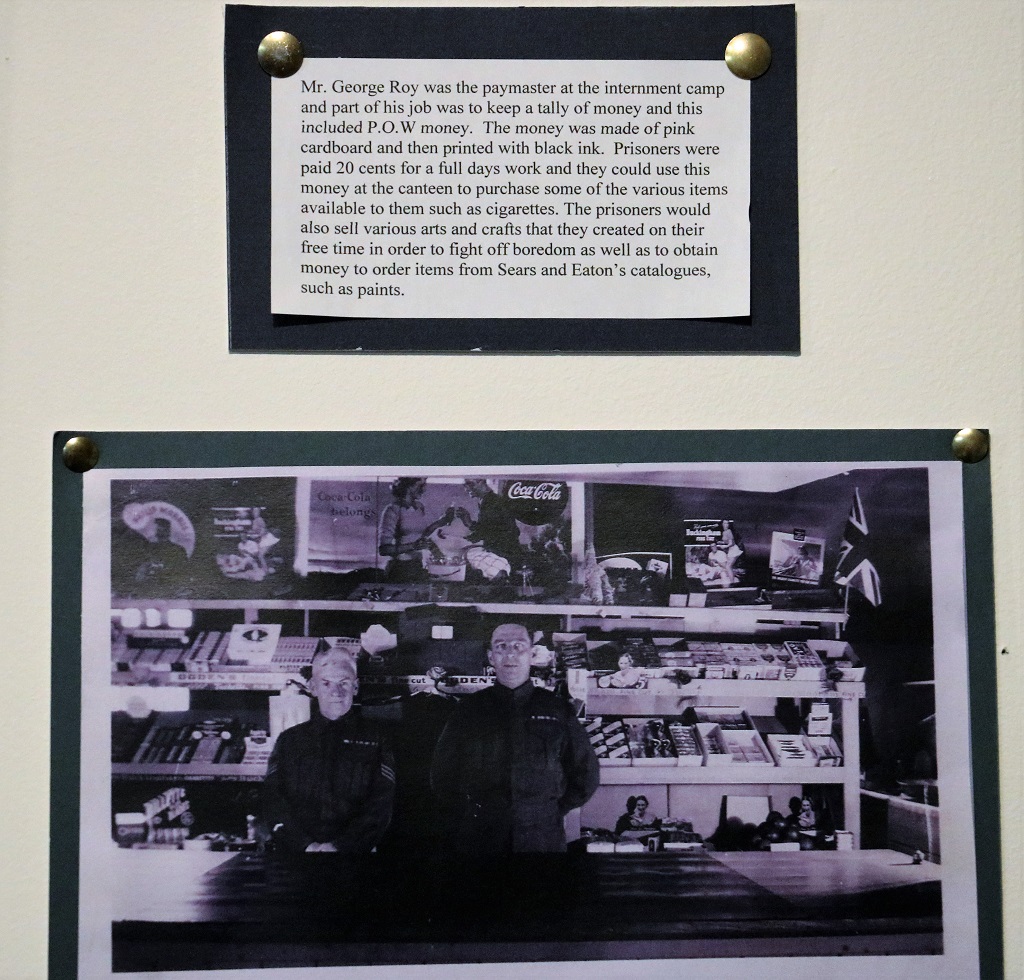 Mr. George Roy was the paymaster at the internment camp
and part of his job was to keep a tally of money and this
included P.O.W money.  The money was made of pink
cardboard and then printed with black ink.  Prisoners were
paid 20 cents for a full days work and they could use this
money at the canteen to purchase some of the various items
available to them such as cigarettes. The prisoners would
also sell various arts and crafts that they created on their
free time in order to fight off boredom as well as to obtain
money to order items from Sears and Eaton's catalogues,
such as paints.
Coca-Cola
Coca-Cola
belongs
Buckingham
Buckingham
OGDEN'S
OGDEN'S